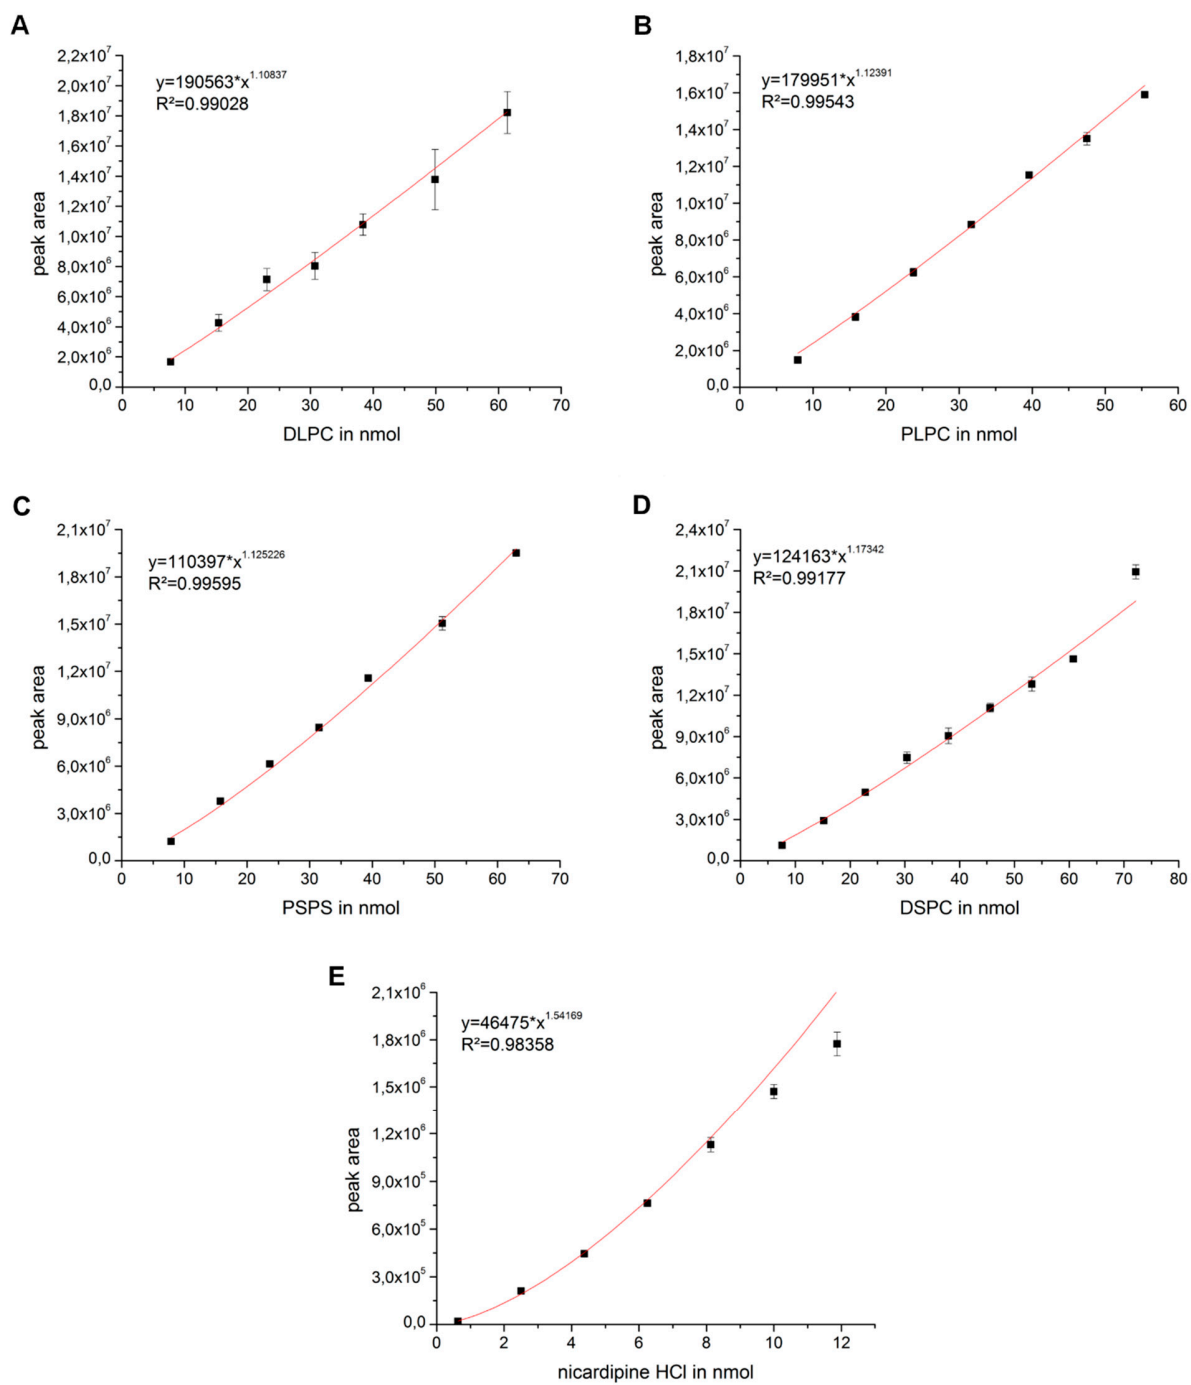 A
y=190563*x^1.10837
R²=0.99028
2,2x10^7
2,0x10^7
1,8x10^7
1,6x10^7
1,4x10^7
1,2x10^7
1,0x10^7
8,0x10^6
6,0x10^6
4,0x10^6
2,0x10^6
0,0
peak area
0 10 20 30 40 50 60 70
DLPC in nmol
B
y=179951*x^1.12391
R²=0.99543
1,8x10^7
1,6x10^7
1,4x10^7
1,2x10^7
1,0x10^7
8,0x10^6
6,0x10^6
4,0x10^6
2,0x10^6
0,0
peak area
0 10 20 30 40 50 60
PLPC in nmol
C
y=110397*x^1.125226
R²=0.99595
2,1x10^7
1,8x10^7
1,5x10^7
1,2x10^7
9,0x10^6
6,0x10^6
3,0x10^6
0,0
peak area
0 10 20 30 40 50 60 70
PSPS in nmol
D
y=124163*x^1.17342
R²=0.99177
2,4x10^7
2,1x10^7
1,8x10^7
1,5x10^7
1,2x10^7
9,0x10^6
6,0x10^6
3,0x10^6
0,0
peak area
0 10 20 30 40 50 60 70 80
DSPC in nmol
E
y=46475*x^1.54169
R²=0.98358
2,1x10^6
1,8x10^6
1,5x10^6
1,2x10^6
9,0x10^5
6,0x10^5
3,0x10^5
0,0
peak area
0 2 4 6 8 10 12
nicardipine HCl in nmol